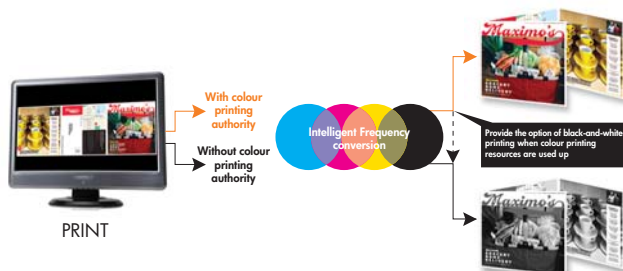 Maximo's
With colour
printing
authority
Without colour
printing
authority
PRINT
Intelligent Frequency
conversion
Maximo's
Provide the option of black-and-white
printing when colour printing
resources are used up
Maximo's